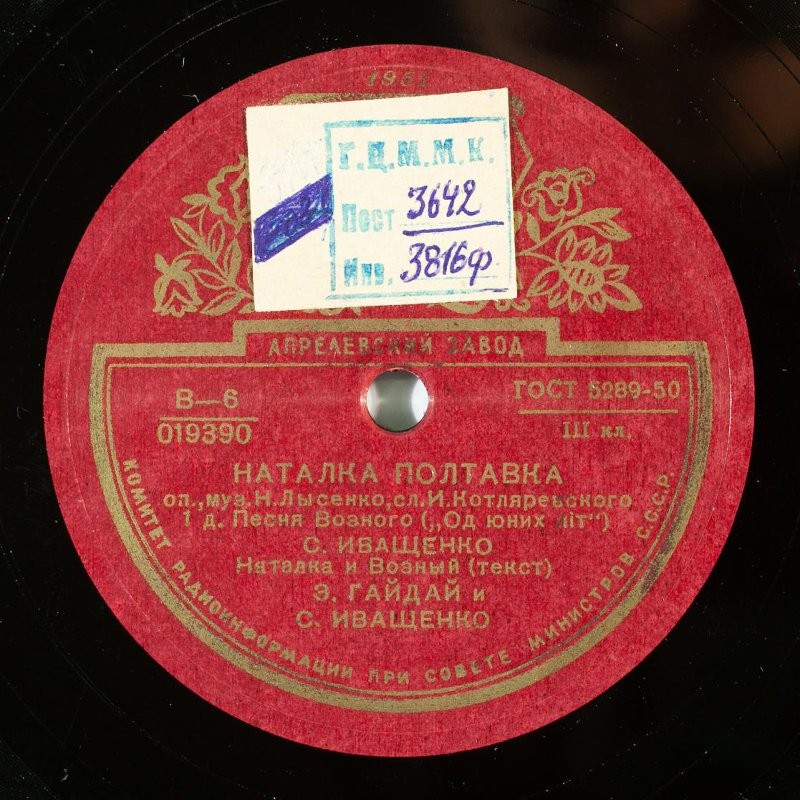 Г.Ц.М.М.К.
Пост 3642
Инв. 3816ф
АПРЕЛЕВСКИЙ ЗАВОД
В—6
019390
ГОСТ 5289-50
III кл.
НАТАЛКА ПОЛТАВКА
оп., муз. Н. Лысенко, сл. И. Котляревского
1 д. Песня Возного („Од юних літ“)
С. ИВАЩЕНКО
Наталка и Возный (текст)
Э. ГАЙДАЙ и
С. ИВАЩЕНКО
КОМИТЕТ РАДИОИНФОРМАЦИИ ПРИ СОВЕТЕ МИНИСТРОВ С.С.С.Р.